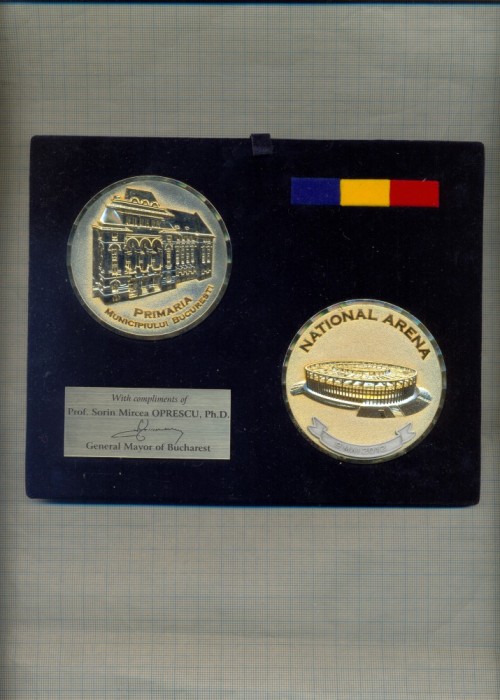 PRIMARIA
MUNICIPIULUI BUCURESTI
NATIONAL ARENA
With compliments of
Prof. Sorin Mircea OPRESCU, Ph.D.
General Mayor of Bucharest